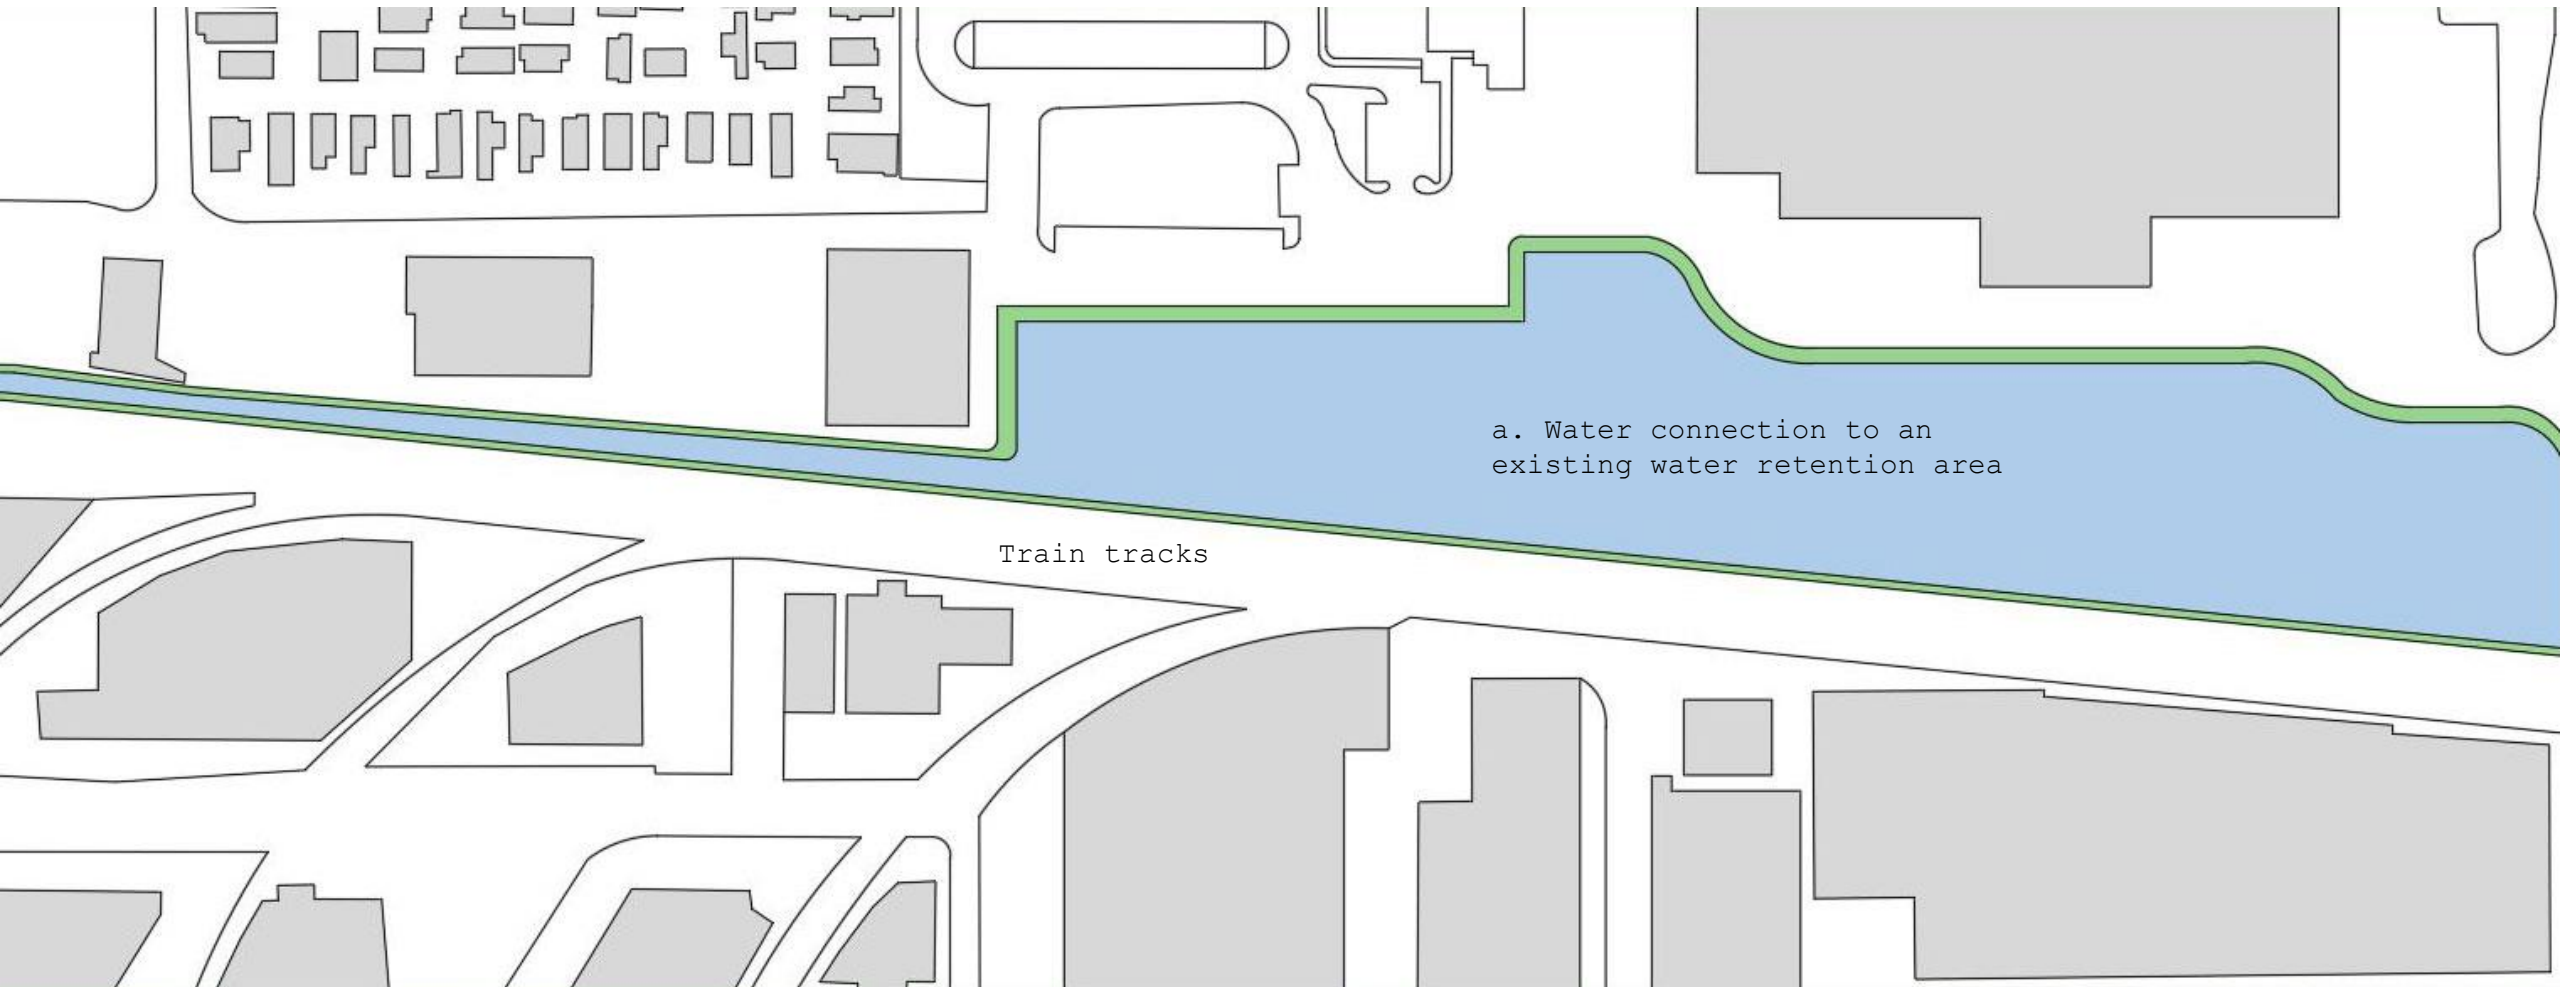 a. Water connection to an
existing water retention area
Train tracks